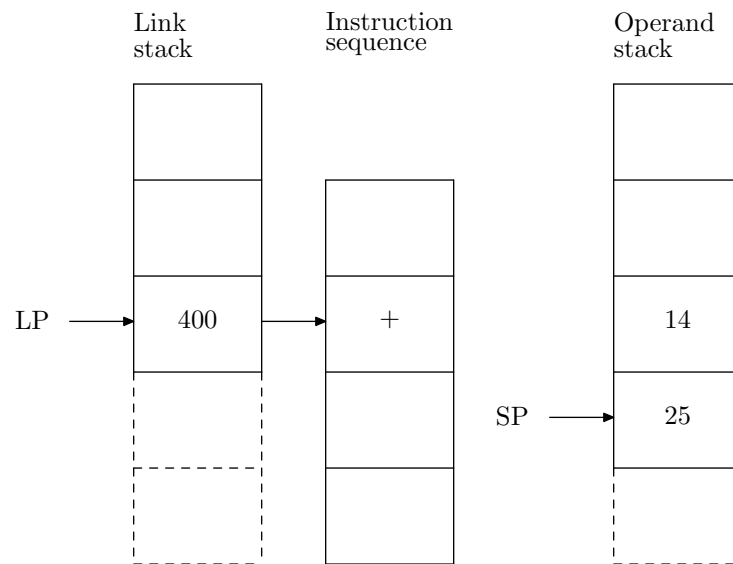 Link
stack
Instruction
sequence
Operand
stack
LP
400
+
14
SP
25